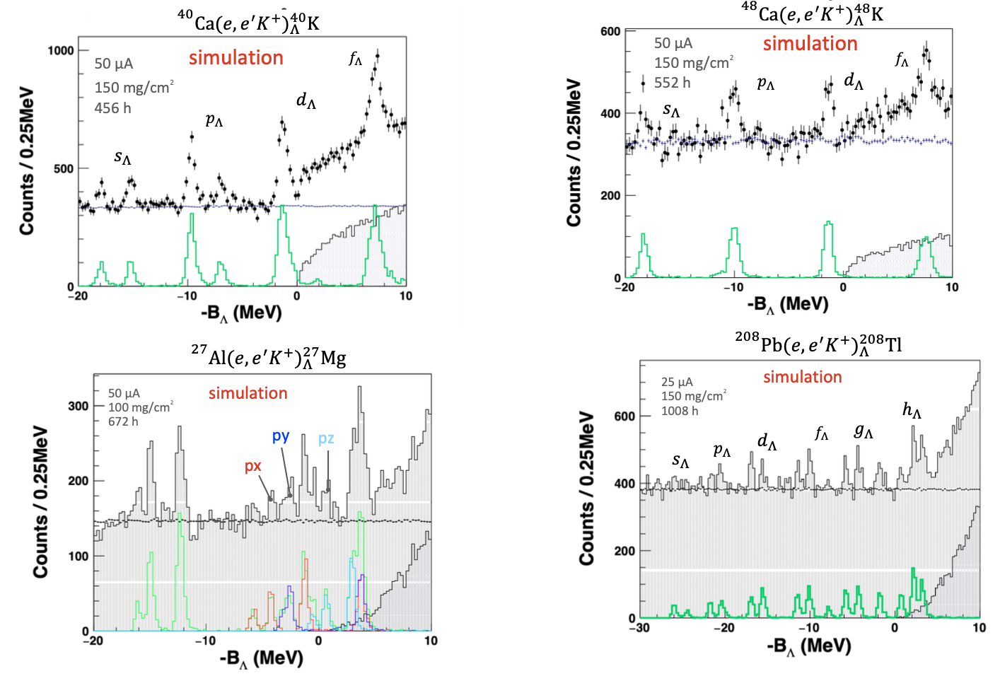 ⁴⁰Ca(e, e′K⁺)⁴⁰ΛK
simulation
50 μA
150 mg/cm²
456 h
sΛ
pΛ
dΛ
fΛ
Counts / 0.25MeV
1000
500
0
−20
−10
0
10
-BΛ (MeV)
⁴⁸Ca(e, e′K⁺)⁴⁸ΛK
simulation
50 μA
150 mg/cm²
552 h
sΛ
pΛ
dΛ
fΛ
Counts / 0.25MeV
600
400
200
0
−20
−10
0
10
-BΛ (MeV)
²⁷Al(e, e′K⁺)²⁷ΛMg
simulation
50 μA
100 mg/cm²
672 h
px
py
pz
Counts / 0.25MeV
300
200
100
0
−20
−10
0
10
-BΛ (MeV)
²⁰⁸Pb(e, e′K⁺)²⁰⁸ΛTl
simulation
25 μA
150 mg/cm²
1008 h
sΛ
pΛ
dΛ
fΛ
gΛ
hΛ
Counts / 0.25MeV
600
400
200
0
−30
−20
−10
0
10
-BΛ (MeV)